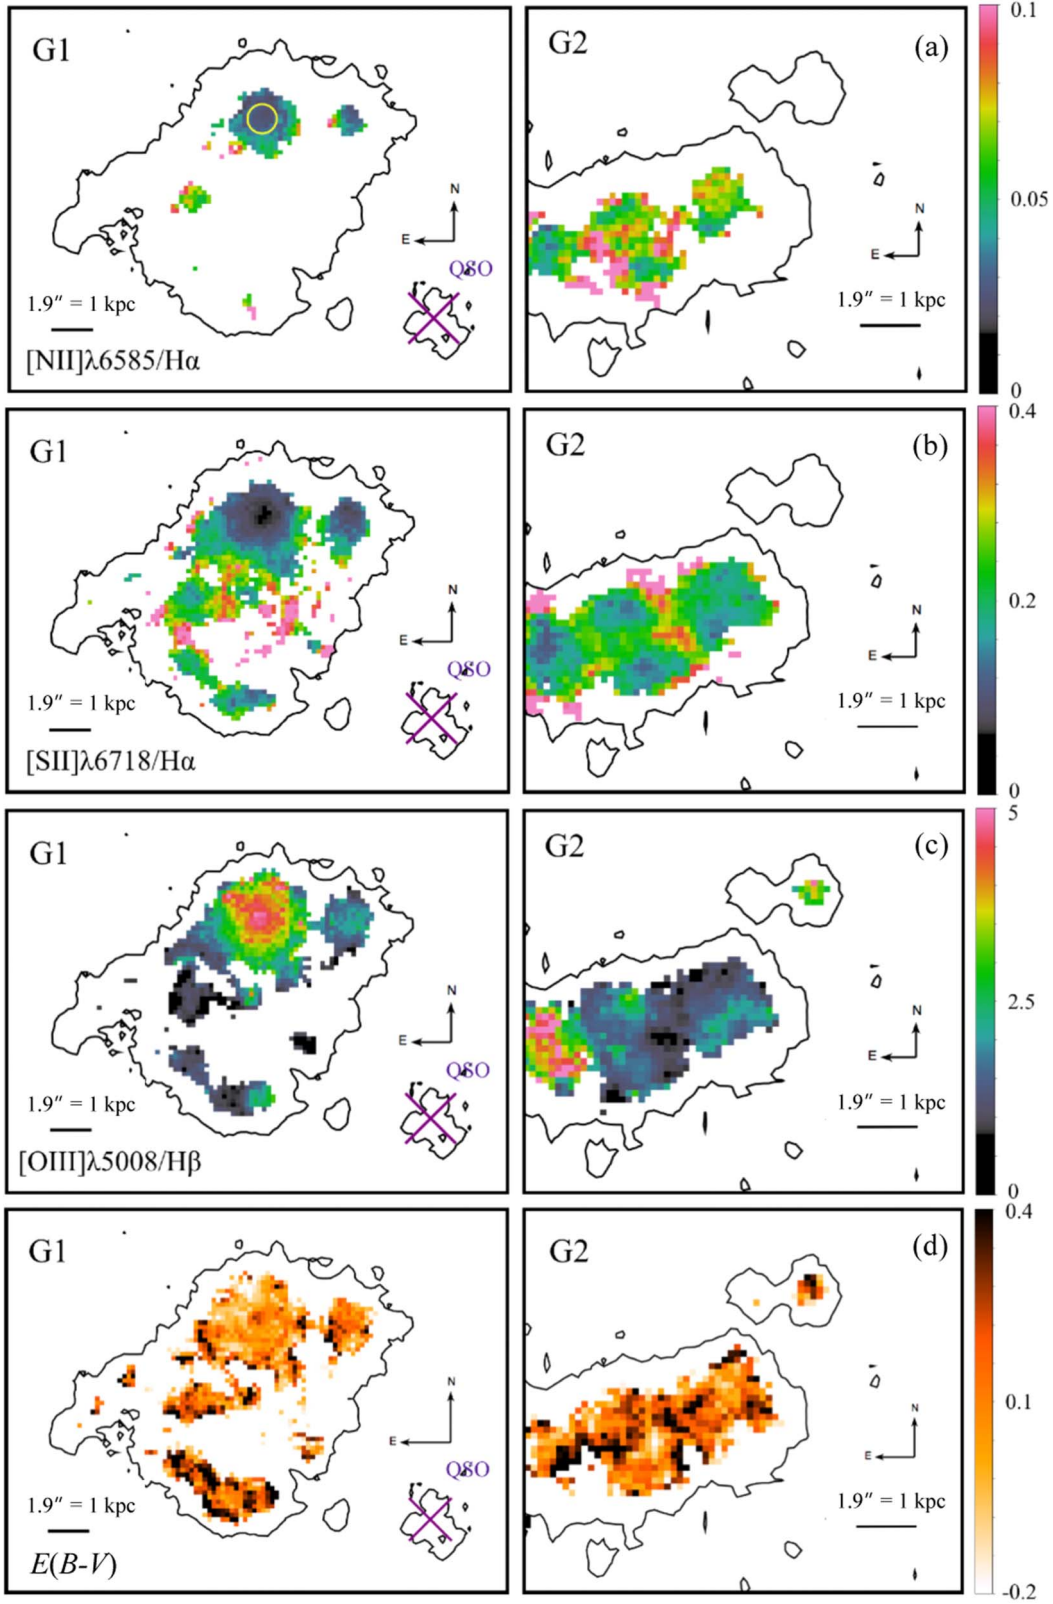 G1
G2
(a)
0.1
0.05
0
N
E
QSO
1.9″ = 1 kpc
[NII]λ6585/Hα
N
E
1.9″ = 1 kpc
G1
G2
(b)
0.4
0.2
0
N
E
QSO
1.9″ = 1 kpc
[SII]λ6718/Hα
N
E
1.9″ = 1 kpc
G1
G2
(c)
5
2.5
0
N
E
QSO
1.9″ = 1 kpc
[OIII]λ5008/Hβ
N
E
1.9″ = 1 kpc
G1
G2
(d)
0.4
0.1
-0.2
N
E
QSO
1.9″ = 1 kpc
E(B-V)
N
E
1.9″ = 1 kpc